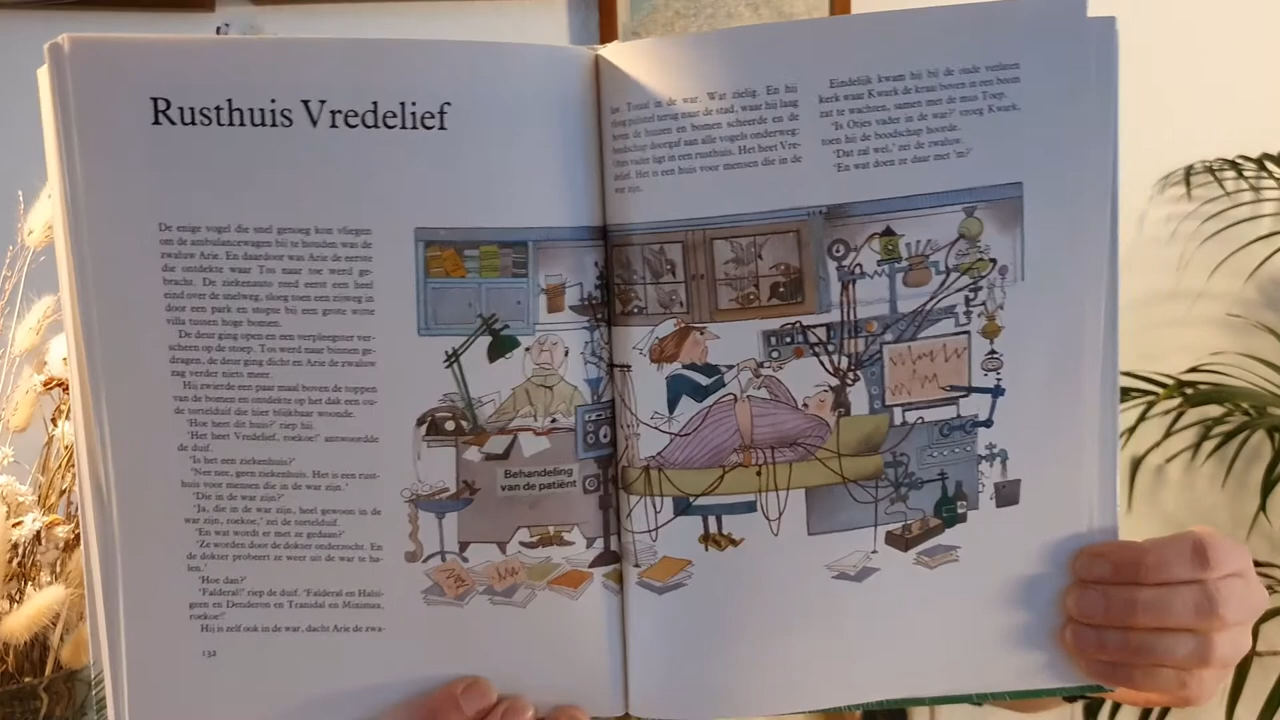 Rusthuis Vredelief
De enige vogel die snel genoeg kon vliegen
om de ambulancewagen bij te houden was de
zwaluw Arie. En daardoor was Arie de eerste
die ontdekte waar Tos naar toe werd ge-
bracht. De ziekenauto reed eerst een heel
eind over de snelweg, sloeg toen een zijweg in
door een park en stopte bij een grote witte
villa tussen hoge bomen.
De deur ging open en een verpleegster ver-
scheen op de stoep. Tos werd naar binnen ge-
dragen, de deur ging dicht en Arie de zwaluw
zag verder niets meer.
Hij zwierde een paar maal boven de toppen
van de bomen en ontdekte op het dak een ou-
de tortelduif die hier blijkbaar woonde.
'Hoe heet dit huis?' riep hij.
'Het heet Vredelief, roekoe!' antwoordde
de duif.
'Is het een ziekenhuis?'
'Nee nee, geen ziekenhuis. Het is een rust-
huis voor mensen die in de war zijn.'
'Die in de war zijn?'
'Ja, die in de war zijn, heel gewoon in de
war zijn, roekoe,' zei de tortelduif.
'En wat wordt er met ze gedaan?'
'Ze worden door de dokter onderzocht. En
de dokter probeert ze weer uit de war te ha-
len.'
'Hoe dan?'
'Falderal!' riep de duif. 'Falderal en
en Denderon en Tranidal en Miximax,
roekoe!'
Hij is zelf ook in de war, dacht Arie de zwa-
132
luw. Totaal in de war. Wat zielig. En hij
vloog pijlsnel terug naar de stad, waar hij laag
boven de huizen en bomen scheerde en de
boodschap doorgaf aan alle vogels onderweg:
Otjes vader ligt in een rusthuis. Het heet Vre-
delief. Het is een huis voor mensen die in de
war zijn.
Eindelijk kwam hij bij de oude verlaten
kerk waar Kwark de kraai boven in een boom
zat te wachten, samen met de mus Toep.
'Is Otjes vader in de war?' vroeg Kwark,
toen hij de boodschap hoorde.
'Dat zal wel,' zei de zwaluw.
'En wat doen ze daar met 'm?'
Behandeling
van de patiënt